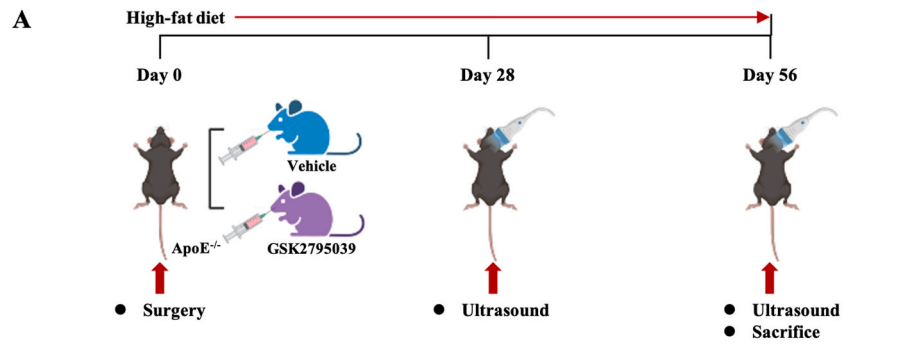 A
High-fat diet
Day 0
Day 28
Day 56
Vehicle
ApoE-/-
GSK2795039
● Surgery
● Ultrasound
● Ultrasound
● Sacrifice